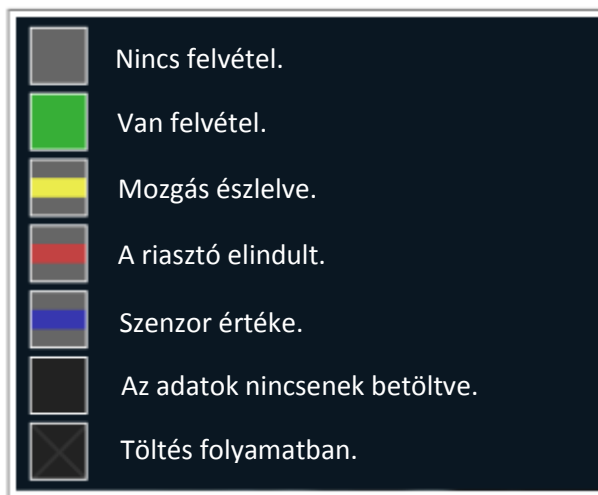 Nincs felvétel.
Van felvétel.
Mozgás észlelve.
A riasztó elindult.
Szenzor értéke.
Az adatok nincsenek betöltve.
Töltés folyamatban.